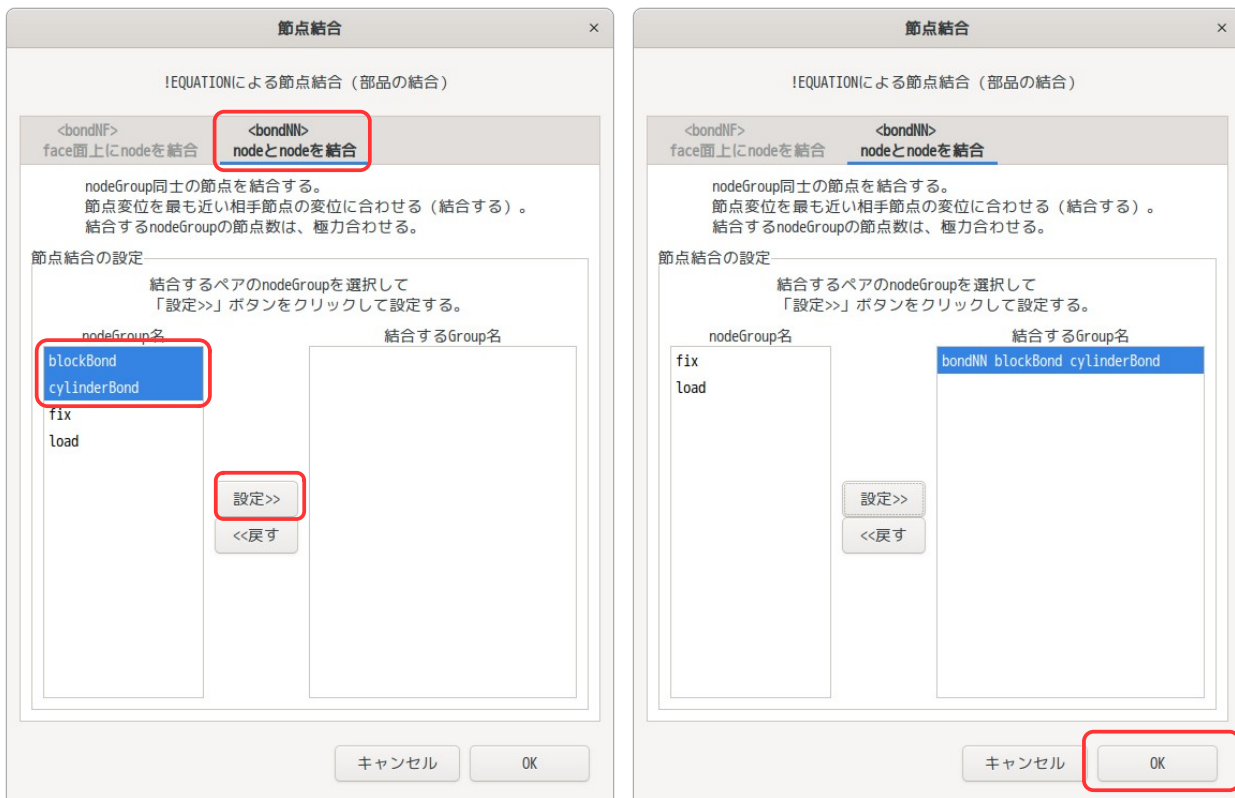 節点結合
×
!EQUATIONによる節点結合（部品の結合）
<bondNF>
face面上にnodeを結合
<bondNN>
nodeとnodeを結合
nodeGroup同士の節点を結合する。
節点変位を最も近い相手節点の変位に合わせる（結合する）。
結合するnodeGroupの節点数は、極力合わせる。
節点結合の設定
結合するペアのnodeGroupを選択して
「設定>>」ボタンをクリックして設定する。
nodeGroup名
結合するGroup名
blockBond
cylinderBond
fix
load
設定>>
<<戻す
キャンセル
OK
節点結合
×
!EQUATIONによる節点結合（部品の結合）
<bondNF>
face面上にnodeを結合
<bondNN>
nodeとnodeを結合
nodeGroup同士の節点を結合する。
節点変位を最も近い相手節点の変位に合わせる（結合する）。
結合するnodeGroupの節点数は、極力合わせる。
節点結合の設定
結合するペアのnodeGroupを選択して
「設定>>」ボタンをクリックして設定する。
nodeGroup名
結合するGroup名
fix
load
bondNN blockBond cylinderBond
設定>>
<<戻す
キャンセル
OK